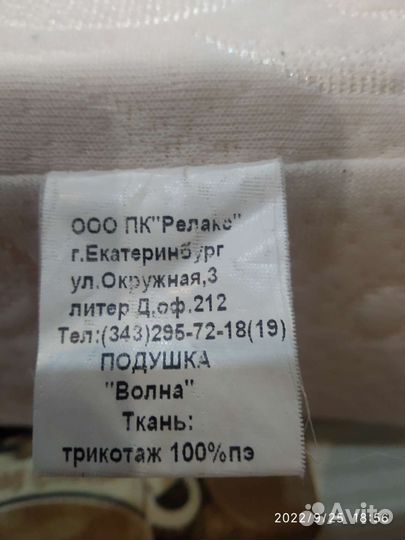 ООО ПК"Релакс"
г.Екатеринбург
ул.Окружная,3
литер Д,оф.212
Тел:(343)295-72-18(19)
ПОДУШКА
"Волна"
Ткань:
трикотаж 100%пэ
2022/9/25 18:56
Avito